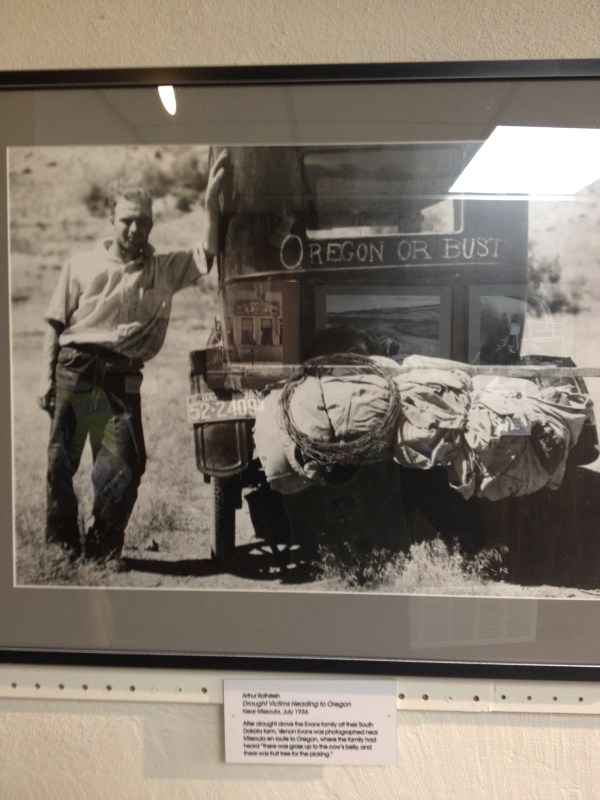 OREGON OR BUST
52-2409
Arthur Rothstein
Drought Victims Heading to Oregon
Near Missoula, July 1936
After drought drove the Evans family off their South
Dakota farm, Vernon Evans was photographed near
Missoula en route to Oregon, where the family had
heard "there was grass up to the cow's belly, and
there was fruit free for the picking."